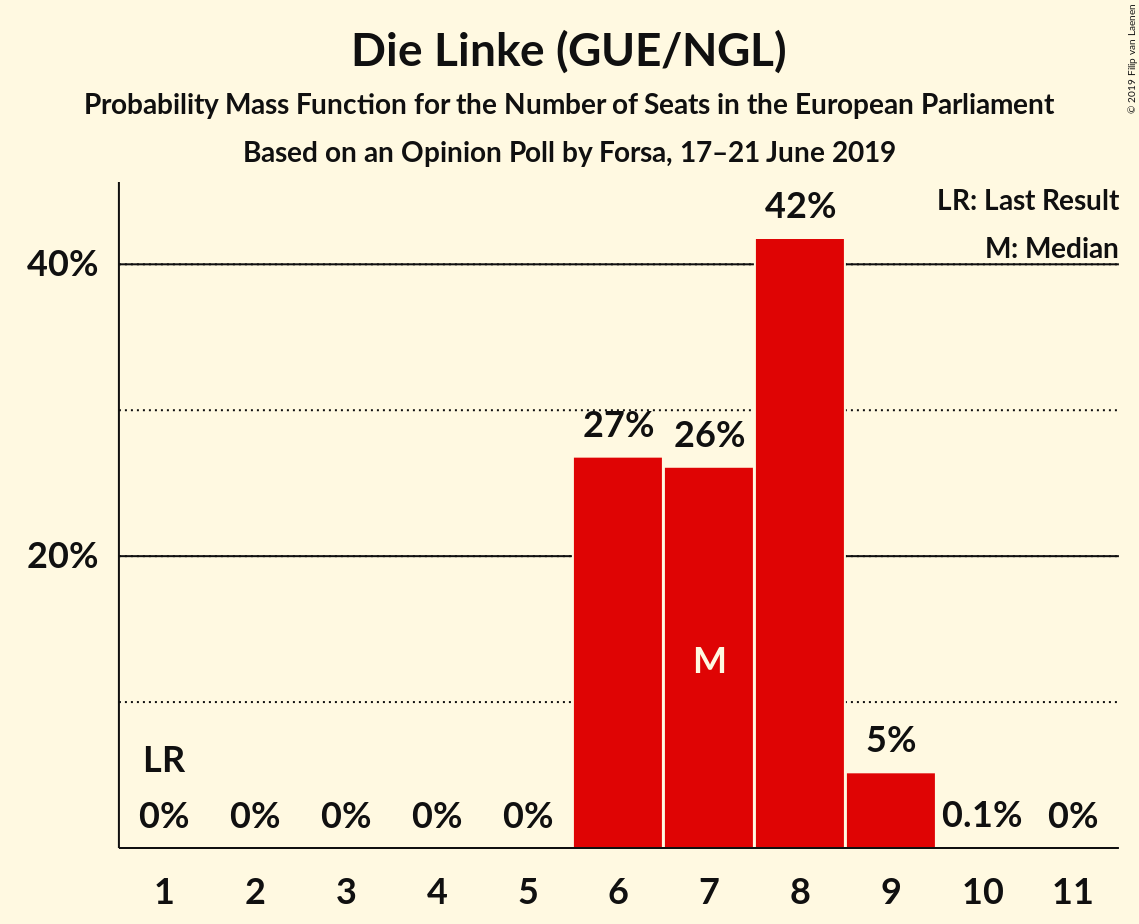 Die Linke (GUE/NGL)
Probability Mass Function for the Number of Seats in the European Parliament
Based on an Opinion Poll by Forsa, 17–21 June 2019
© 2019 Filip van Laenen
LR: Last Result
M: Median
40%
20%
LR
0%
0%
0%
0%
0%
27%
26%
42%
5%
0.1%
0%
M
1 2 3 4 5 6 7 8 9 10 11